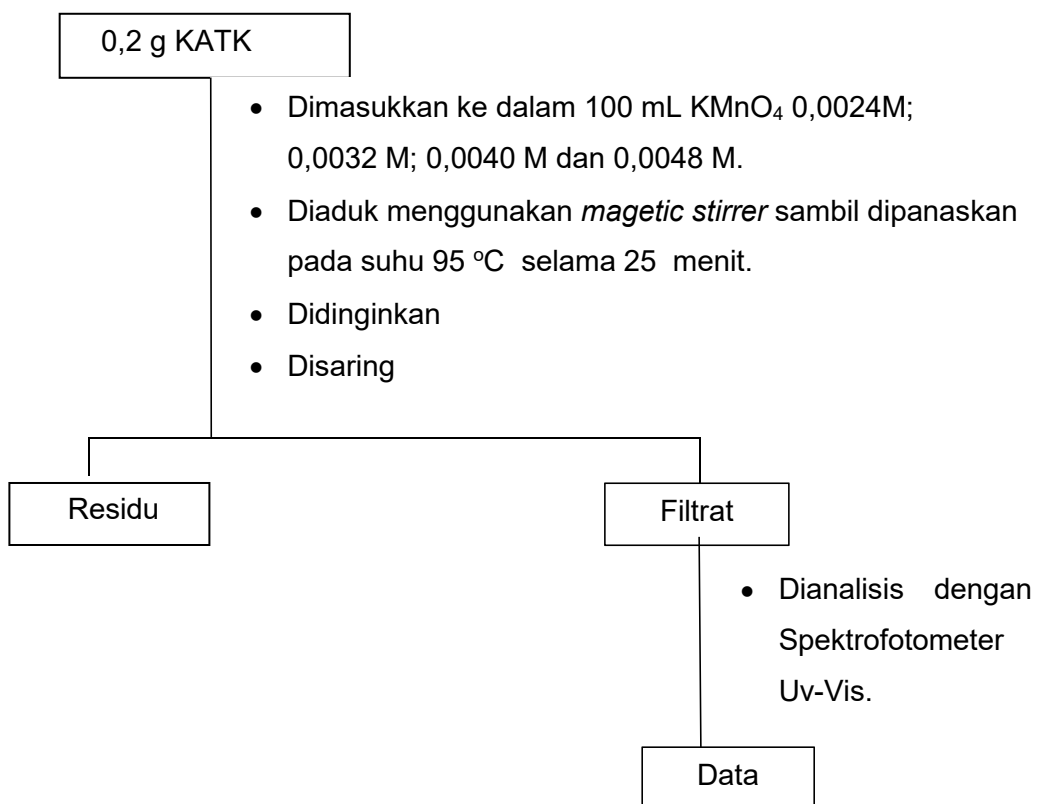 0,2 g KATK
• Dimasukkan ke dalam 100 mL KMnO₄ 0,0024M;
0,0032 M; 0,0040 M dan 0,0048 M.
• Diaduk menggunakan magetic stirrer sambil dipanaskan
pada suhu 95 °C selama 25 menit.
• Didinginkan
• Disaring
Residu
Filtrat
• Dianalisis dengan
Spektrofotometer
Uv-Vis.
Data